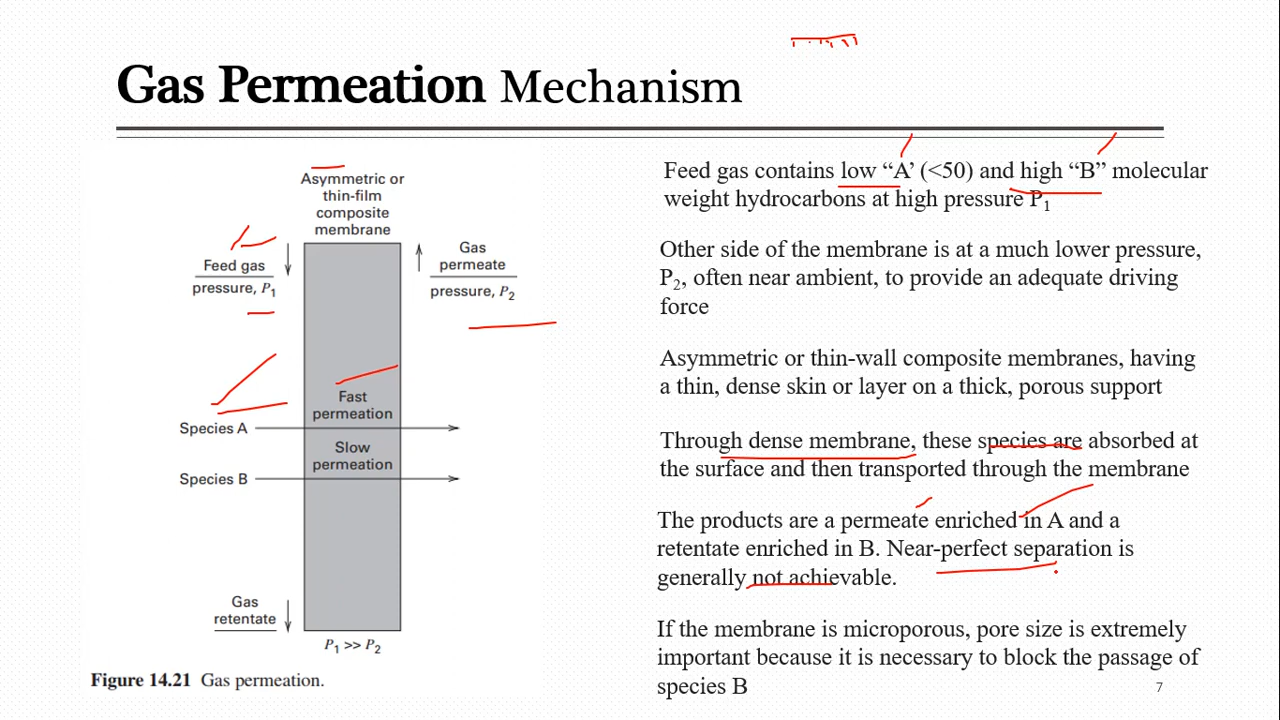 Gas Permeation Mechanism
Asymmetric or
thin-film
composite
membrane
Feed gas
pressure, P1
Gas
permeate
pressure, P2
Fast
permeation
Species A
Slow
permeation
Species B
Gas
retentate
P1 >> P2
Figure 14.21 Gas permeation.
Feed gas contains low “A’ (<50) and high “B” molecular
weight hydrocarbons at high pressure P1
Other side of the membrane is at a much lower pressure,
P2, often near ambient, to provide an adequate driving
force
Asymmetric or thin-wall composite membranes, having
a thin, dense skin or layer on a thick, porous support
Through dense membrane, these species are absorbed at
the surface and then transported through the membrane
The products are a permeate enriched in A and a
retentate enriched in B. Near-perfect separation is
generally not achievable.
If the membrane is microporous, pore size is extremely
important because it is necessary to block the passage of
species B
7